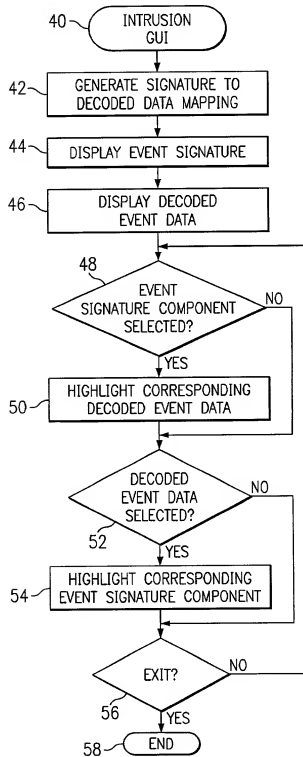 40
INTRUSION
GUI
42
GENERATE SIGNATURE TO
DECODED DATA MAPPING
44
DISPLAY EVENT SIGNATURE
46
DISPLAY DECODED
EVENT DATA
48
EVENT
SIGNATURE COMPONENT
SELECTED?
NO
YES
50
HIGHLIGHT CORRESPONDING
DECODED EVENT DATA
DECODED
EVENT DATA
SELECTED?
NO
52
YES
54
HIGHLIGHT CORRESPONDING
EVENT SIGNATURE COMPONENT
EXIT?
NO
56
YES
58
END